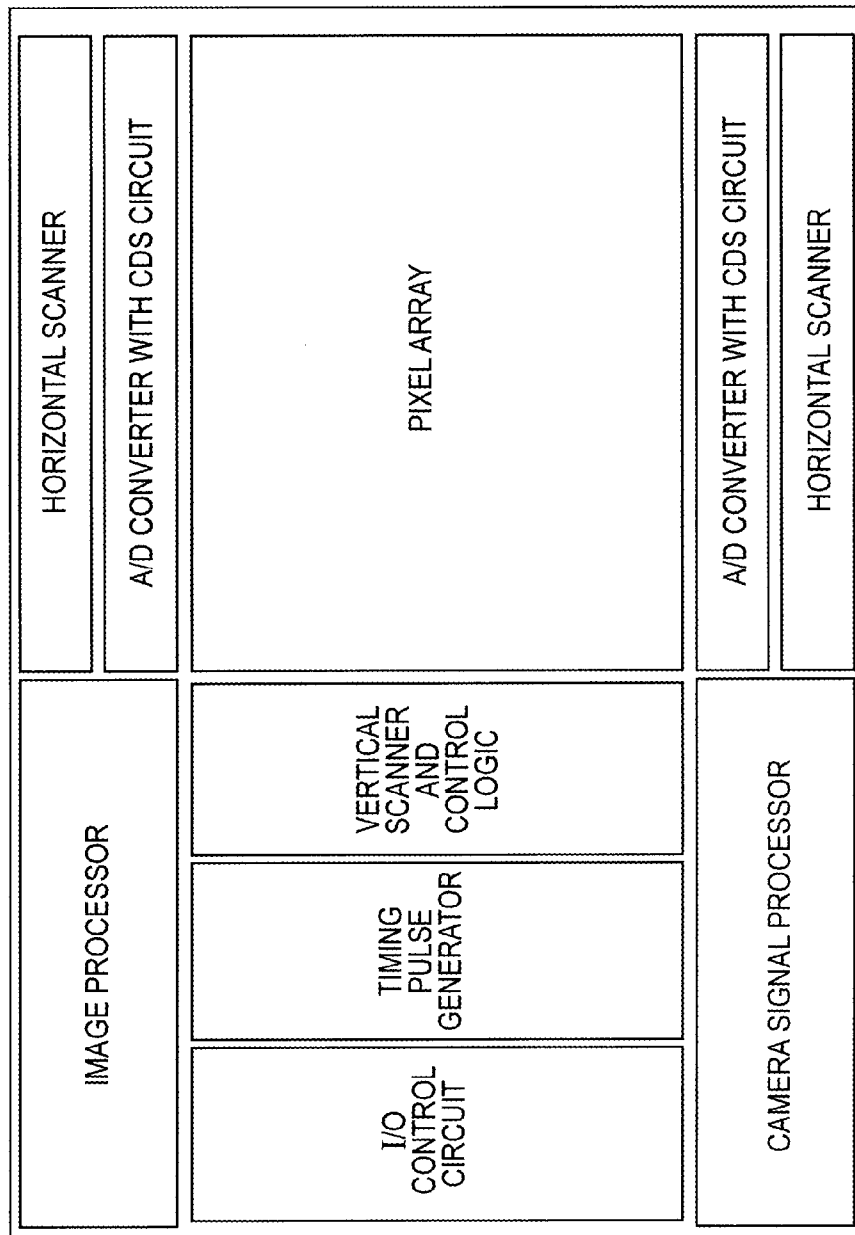 IMAGE PROCESSOR
HORIZONTAL SCANNER
A/D CONVERTER WITH CDS CIRCUIT
I/O
CONTROL
CIRCUIT
TIMING
PULSE
GENERATOR
VERTICAL
SCANNER
AND
CONTROL
LOGIC
PIXEL ARRAY
CAMERA SIGNAL PROCESSOR
A/D CONVERTER WITH CDS CIRCUIT
HORIZONTAL SCANNER